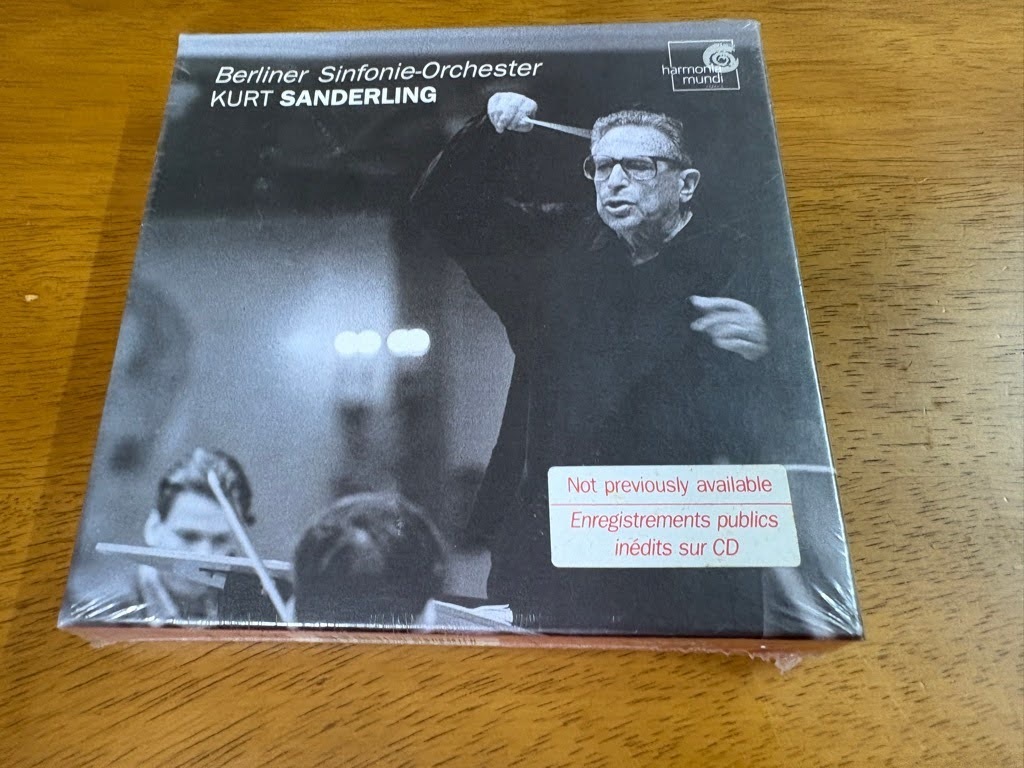 Berliner Sinfonie-Orchester
KURT SANDERLING
harmonia
mundi
Not previously available
Enregistrements publics
inédits sur CD